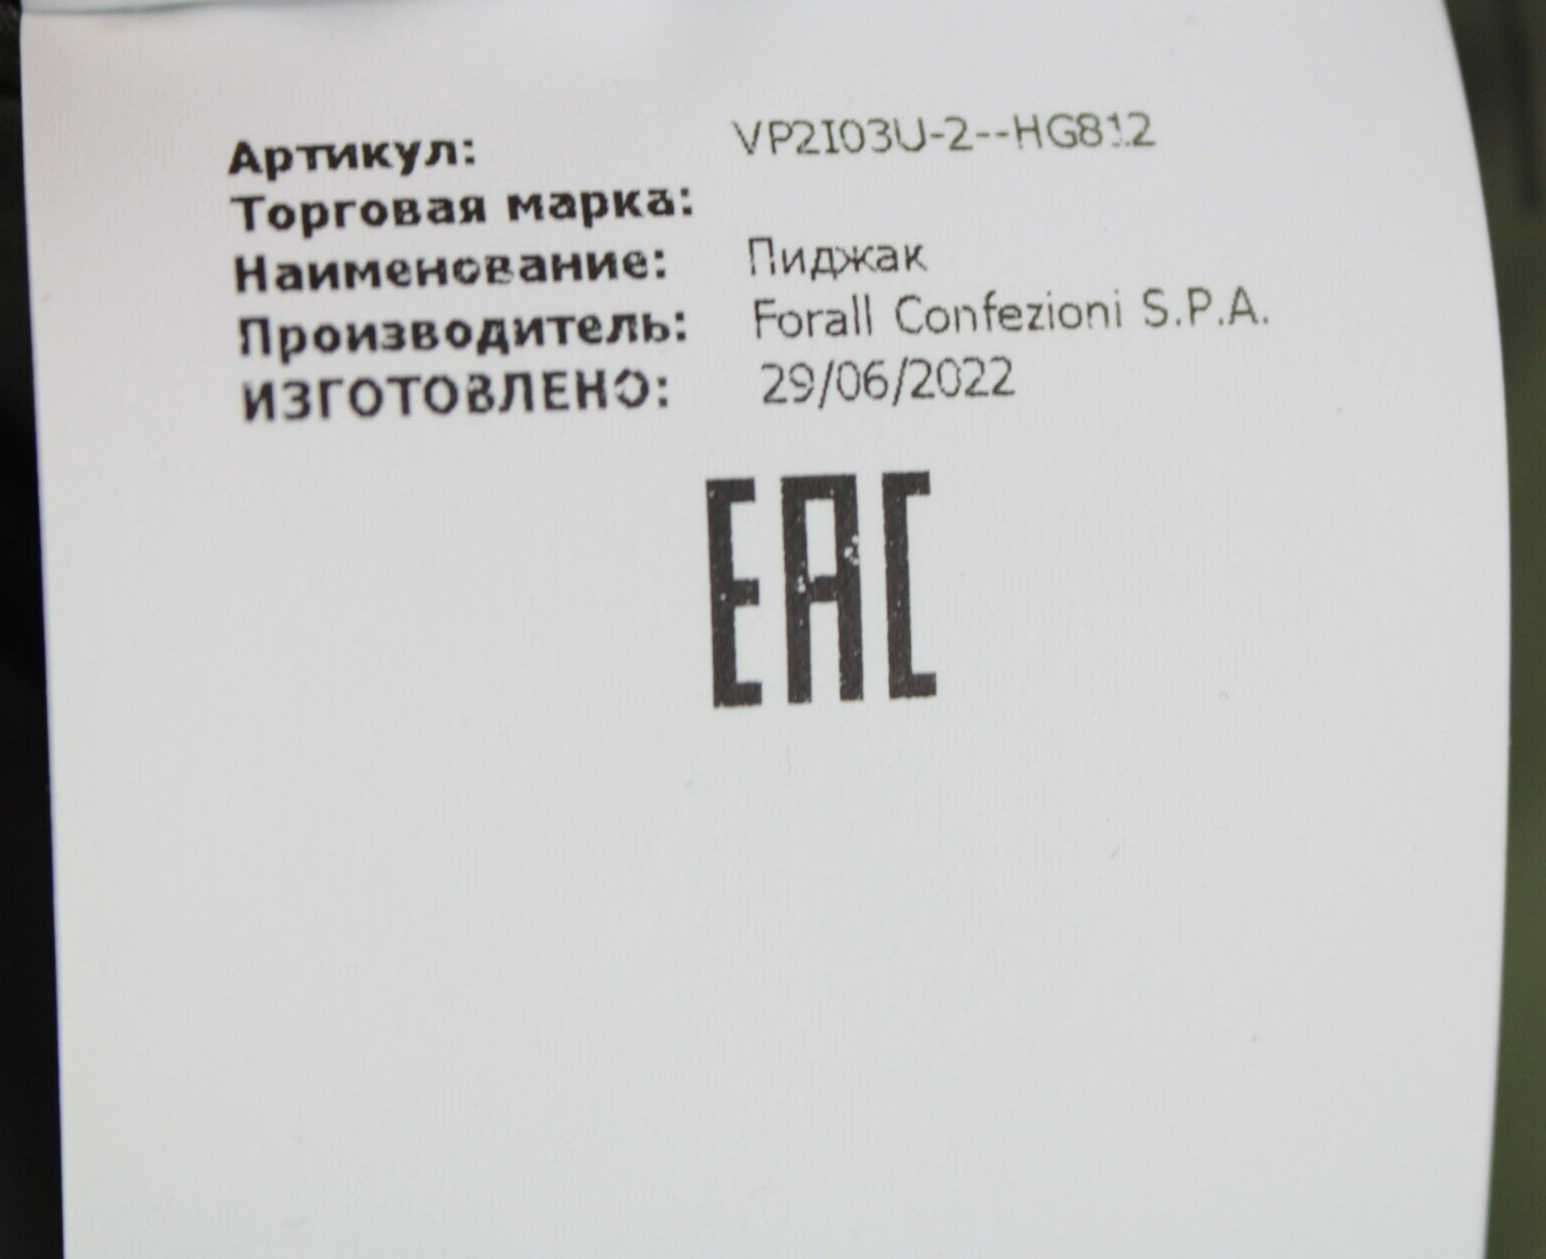 Артикул: VP2I03U-2--HG812
Торговая марка:
Наименование: Пиджак
Производитель: Forall Confezioni S.P.A.
ИЗГОТОВЛЕНО: 29/06/2022
EAC